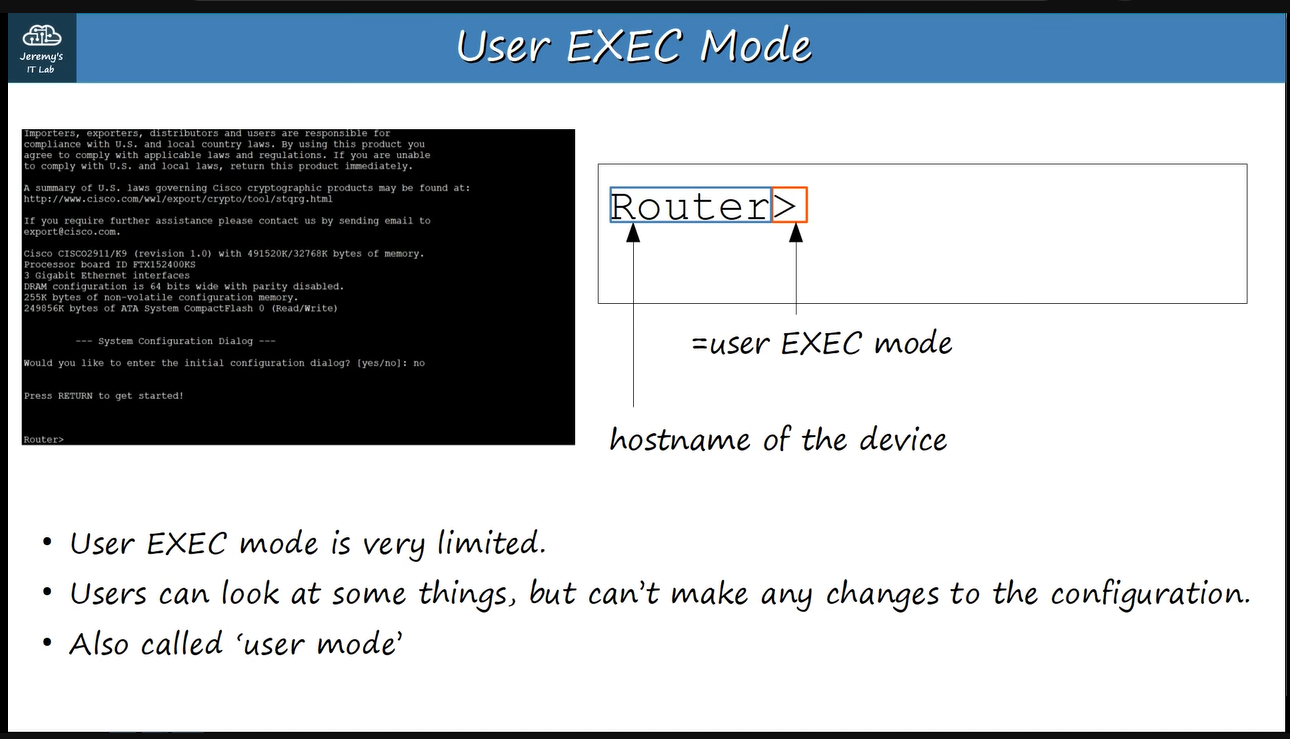 Jeremy's
IT Lab
User EXEC Mode
Importers, exporters, distributors and users are responsible for
compliance with U.S. and local country laws. By using this product you
agree to comply with applicable laws and regulations. If you are unable
to comply with U.S. and local laws, return this product immediately.
A summary of U.S. laws governing Cisco cryptographic products may be found at:
http://www.cisco.com/wwl/export/crypto/tool/stqrg.html
If you require further assistance please contact us by sending email to
export@cisco.com.
Cisco CISCO2911/K9 (revision 1.0) with 491520K/32768K bytes of memory.
Processor board ID FTX152400KS
3 Gigabit Ethernet interfaces
DRAM configuration is 64 bits wide with parity disabled.
255K bytes of non-volatile configuration memory.
249856K bytes of ATA System CompactFlash 0 (Read/Write)
--- System Configuration Dialog ---
Would you like to enter the initial configuration dialog? [yes/no]: no
Press RETURN to get started!
Router>
Router>
=user EXEC mode
hostname of the device
• User EXEC mode is very limited.
• Users can look at some things, but can't make any changes to the configuration.
• Also called ‘user mode’